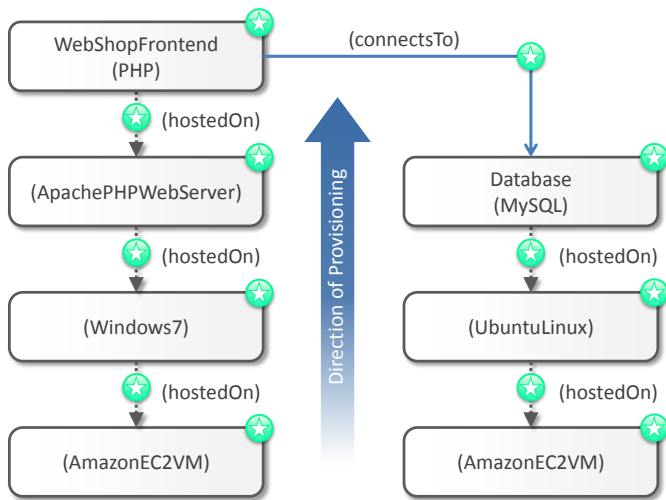 WebShopFrontend
(PHP)
(connectsTo)
(hostedOn)
(ApachePHPWebServer)
(hostedOn)
(Windows7)
(hostedOn)
(AmazonEC2VM)
Direction of Provisioning
Database
(MySQL)
(hostedOn)
(UbuntuLinux)
(hostedOn)
(AmazonEC2VM)